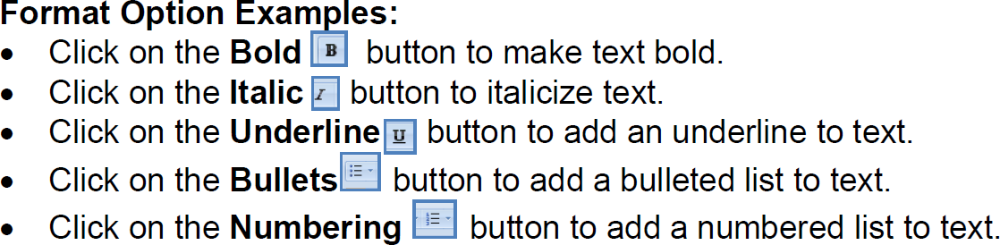 Format Option Examples:
• Click on the Bold B button to make text bold.
• Click on the Italic I button to italicize text.
• Click on the Underline U button to add an underline to text.
• Click on the Bullets button to add a bulleted list to text.
• Click on the Numbering button to add a numbered list to text.